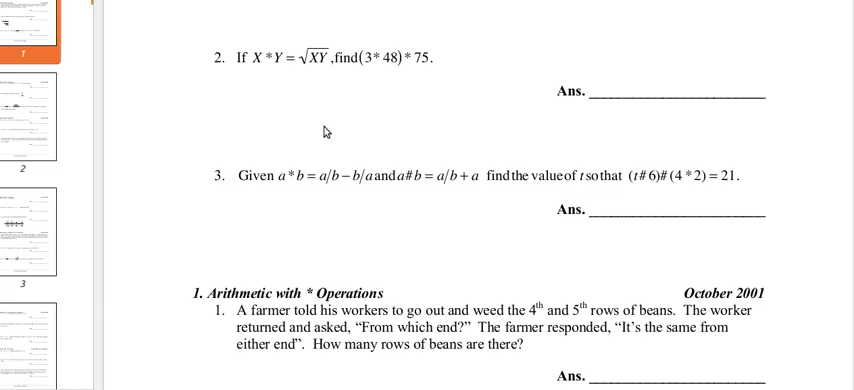 1
2
3
2. If X * Y = √XY , find (3 * 48) * 75.
Ans. ________________________
3. Given a * b = a/b − b/a and a # b = a/b + a find the value of t so that (t # 6) # (4 * 2) = 21.
Ans. ________________________
1. Arithmetic with * Operations October 2001
1. A farmer told his workers to go out and weed the 4th and 5th rows of beans. The worker
returned and asked, “From which end?” The farmer responded, “It’s the same from
either end”. How many rows of beans are there?
Ans. ________________________